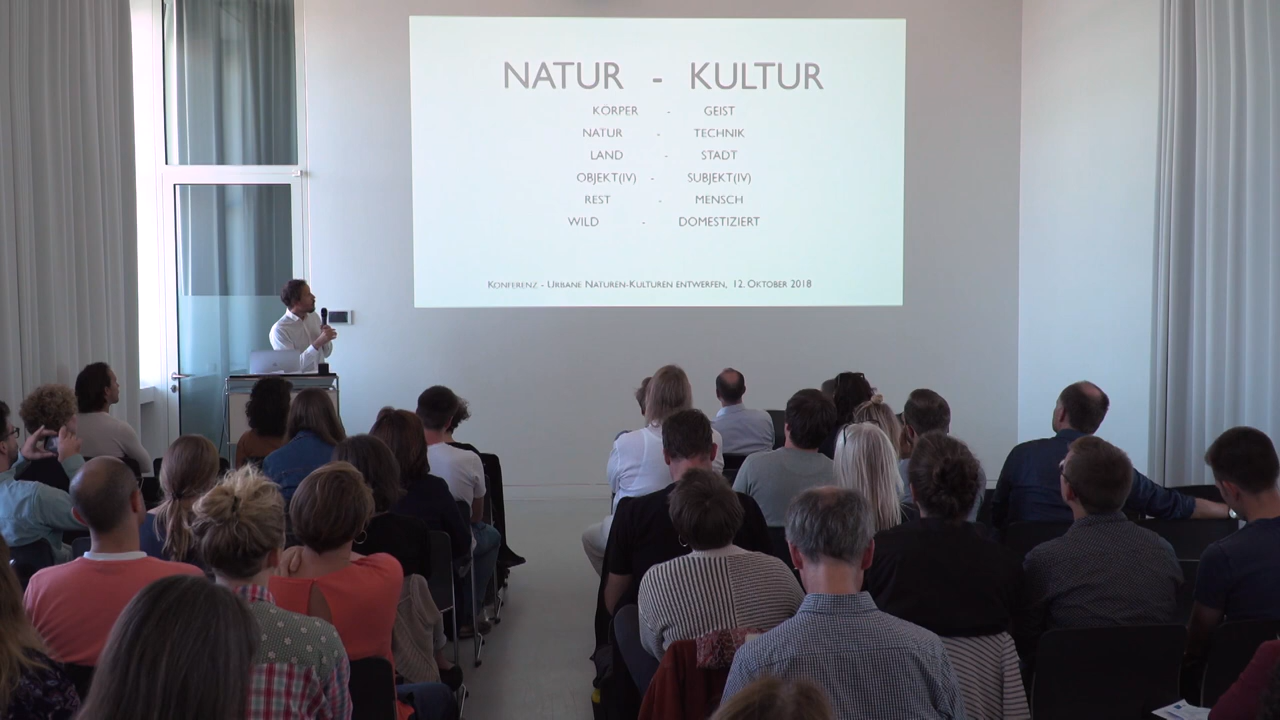 NATUR - KULTUR
KÖRPER - GEIST
NATUR - TECHNIK
LAND - STADT
OBJEKT(IV) - SUBJEKT(IV)
REST - MENSCH
WILD - DOMESTIZIERT
KONFERENZ - URBANE NATUREN-KULTUREN ENTWERFEN, 12. OKTOBER 2018